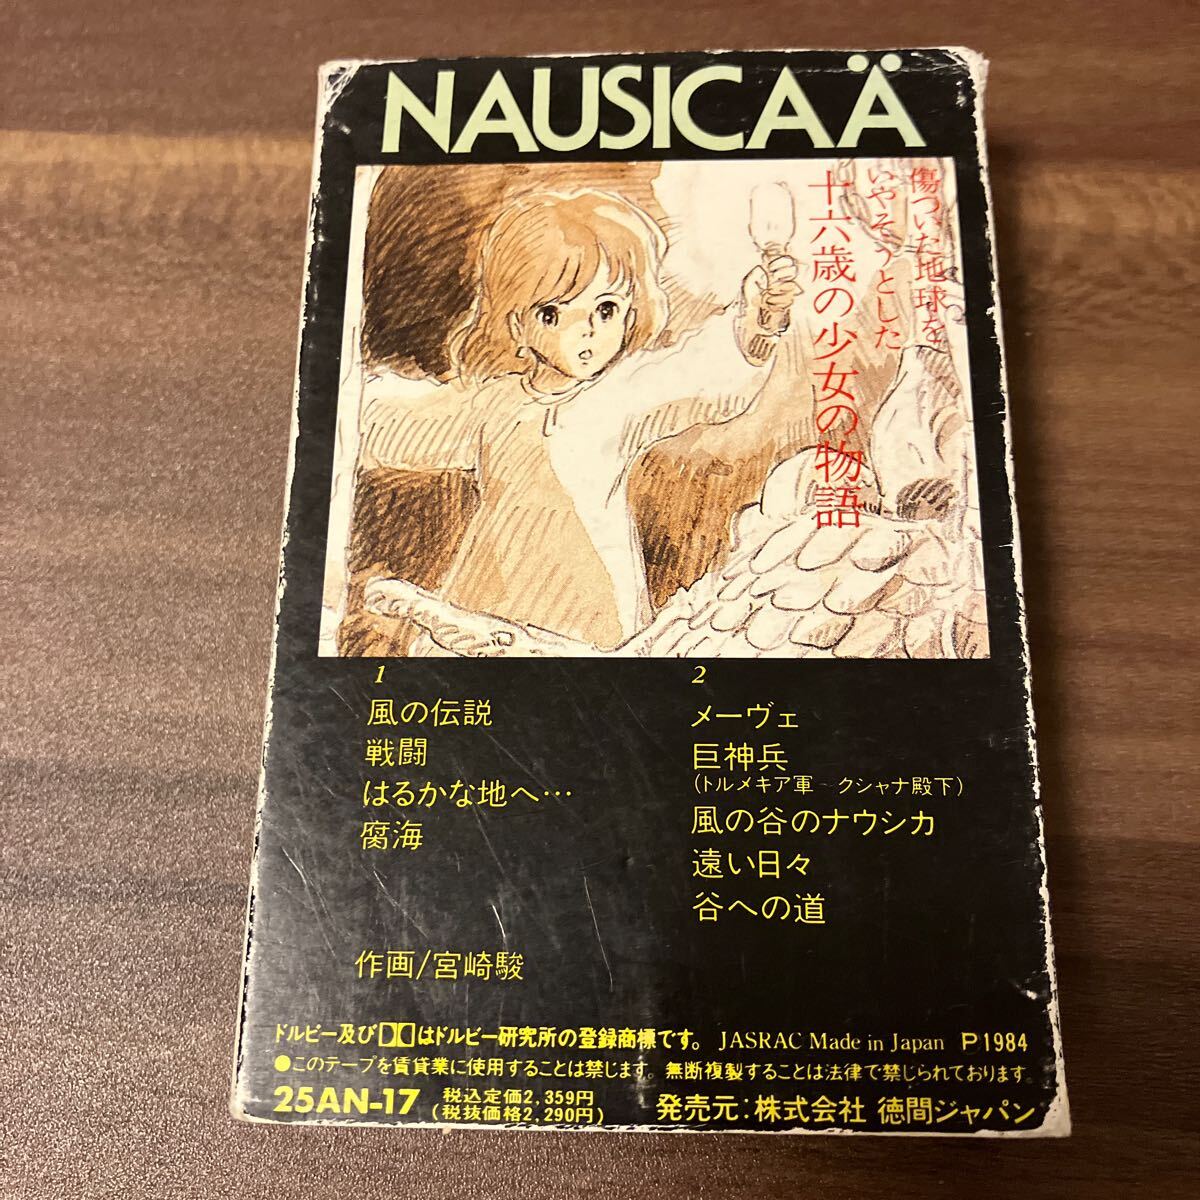 NAUSICAÄ
傷ついた地球を
いやそうとした
十六歳の少女の物語
1
風の伝説
戦闘
はるかな地へ…
腐海
2
メーヴェ
巨神兵
(トルメキア軍-クシャナ殿下)
風の谷のナウシカ
遠い日々
谷への道
作画/宮崎駿
ドルビー及びはドルビー研究所の登録商標です。 JASRAC Made in Japan Ⓟ1984
●このテープを賃貸業に使用することは禁じます。無断複製することは法律で禁じられております。
25AN-17 税込定価2,359円
(税抜価格2,290円)
発売元:株式会社 徳間ジャパン